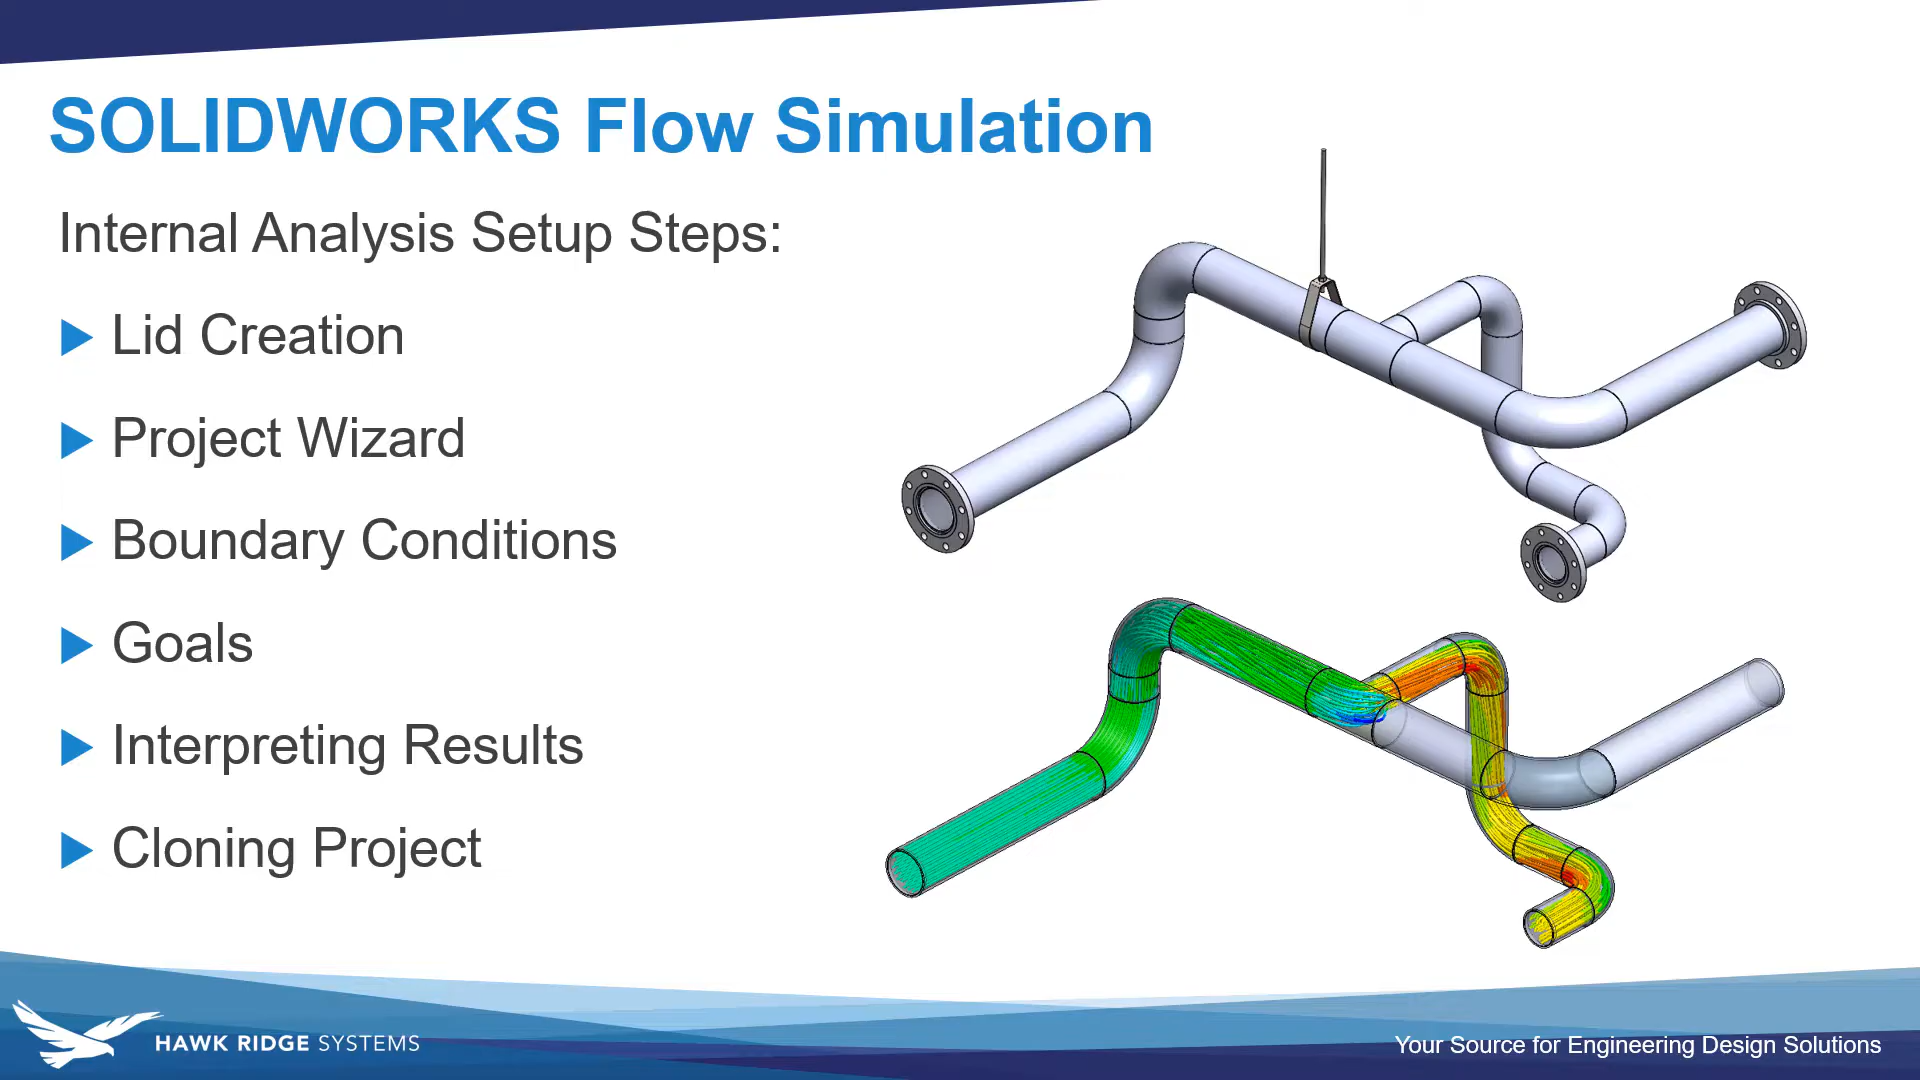 SOLIDWORKS Flow Simulation
Internal Analysis Setup Steps:
Lid Creation
Project Wizard
Boundary Conditions
Goals
Interpreting Results
Cloning Project
HAWK RIDGE SYSTEMS
Your Source for Engineering Design Solutions